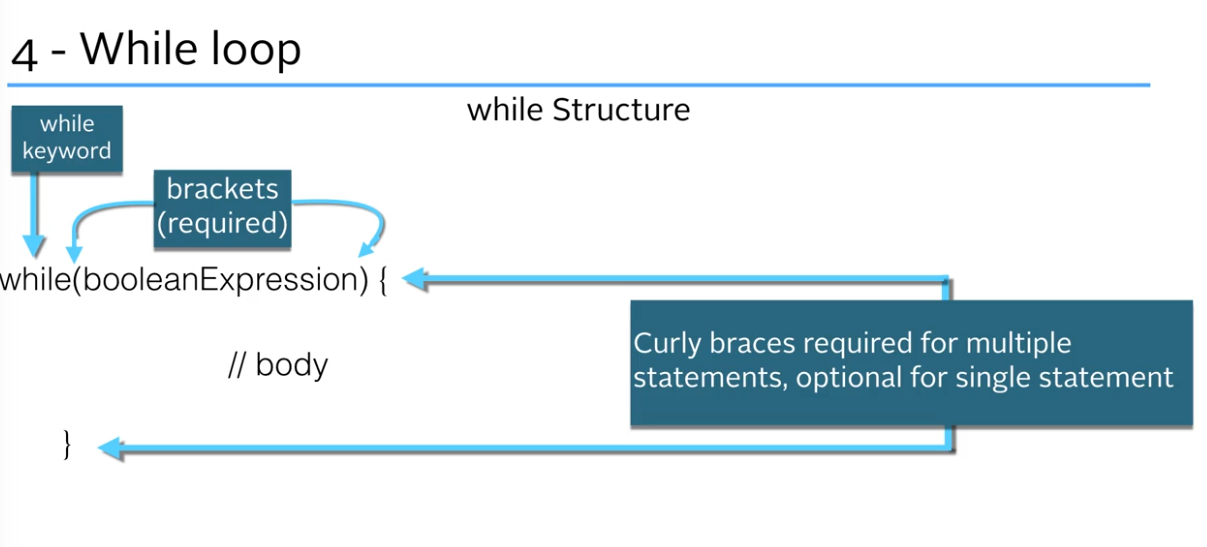 4 - While loop
while Structure
while
keyword
brackets
(required)
while(booleanExpression) {
// body
Curly braces required for multiple
statements, optional for single statement
}